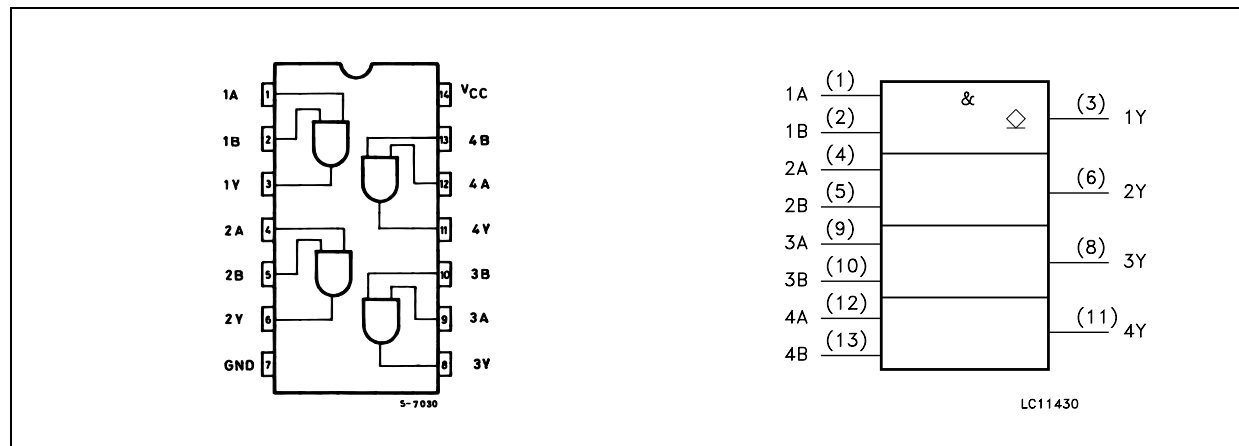 1A 1 14 VCC
1B 2 13 4B
1Y 3 12 4A
2A 4 11 4Y
2B 5 10 3B
2Y 6 9 3A
GND 7 8 3Y
S-7030
1A (1)
1B (2)
2A (4)
2B (5)
3A (9)
3B (10)
4A (12)
4B (13)
&
(3) 1Y
(6) 2Y
(8) 3Y
(11) 4Y
LC11430